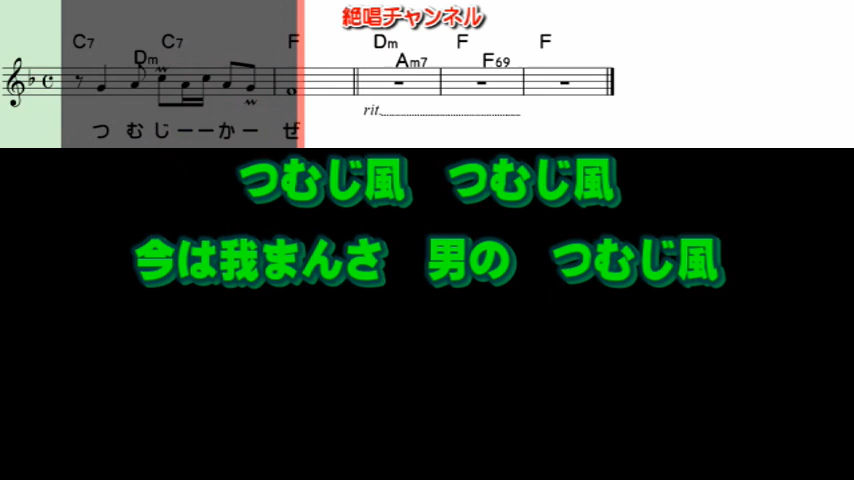 絶唱チャンネル
C7 Dm C7 F Dm Am7 F F69 F
rit.
つ む じ ー ー か ー ぜ
つむじ風 つむじ風
今は我まんさ 男の つむじ風